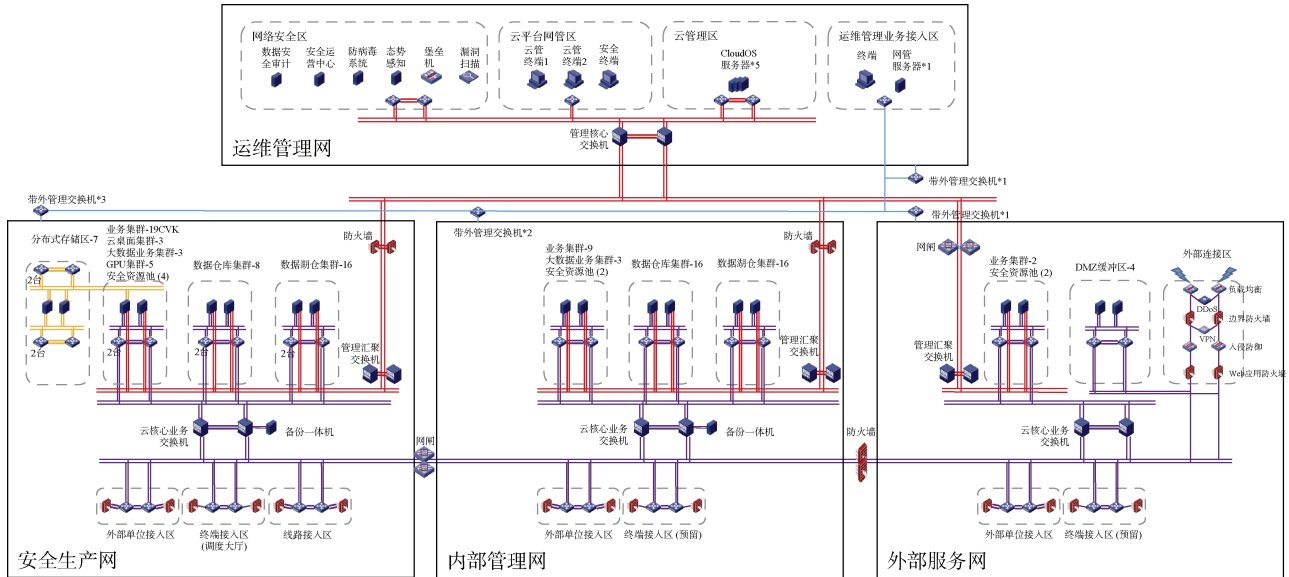 网络安全区
数据安
全审计
安全运
营中心
防病毒
系统
态势
感知
堡垒
机
漏洞
扫描
云平台网管区
云管
终端1
云管
终端2
安全
终端
云管理区
CloudOS
服务器*5
运维管理业务接入区
终端
网管
服务器*1
管理核心
交换机
运维管理网
带外管理交换机*1
带外管理交换机*3
带外管理交换机*2
带外管理交换机*1
分布式存储区-7
2台
2台
业务集群-19CVK
云桌面集群-3
大数据业务集群-3
GPU集群-5
安全资源池 (4)
2台
数据仓库集群-8
2台
数据湖仓集群-16
2台
防火墙
管理汇聚
交换机
云核心业务
交换机
备份一体机
外部单位接入区
终端接入区
(调度大厅)
线路接入区
安全生产网
网闸
业务集群-9
大数据业务集群-3
安全资源池 (2)
数据仓库集群-16
数据湖仓集群-16
防火墙
管理汇聚
交换机
云核心业务
交换机
备份一体机
外部单位接入区
终端接入区 (预留)
内部管理网
防火墙
网闸
业务集群-2
安全资源池 (2)
DMZ缓冲区-4
外部连接区
负载均衡
DDoS
边界防火墙
VPN
入侵防御
Web应用防火墙
管理汇聚
交换机
云核心业务
交换机
外部单位接入区
终端接入区 (预留)
外部服务网